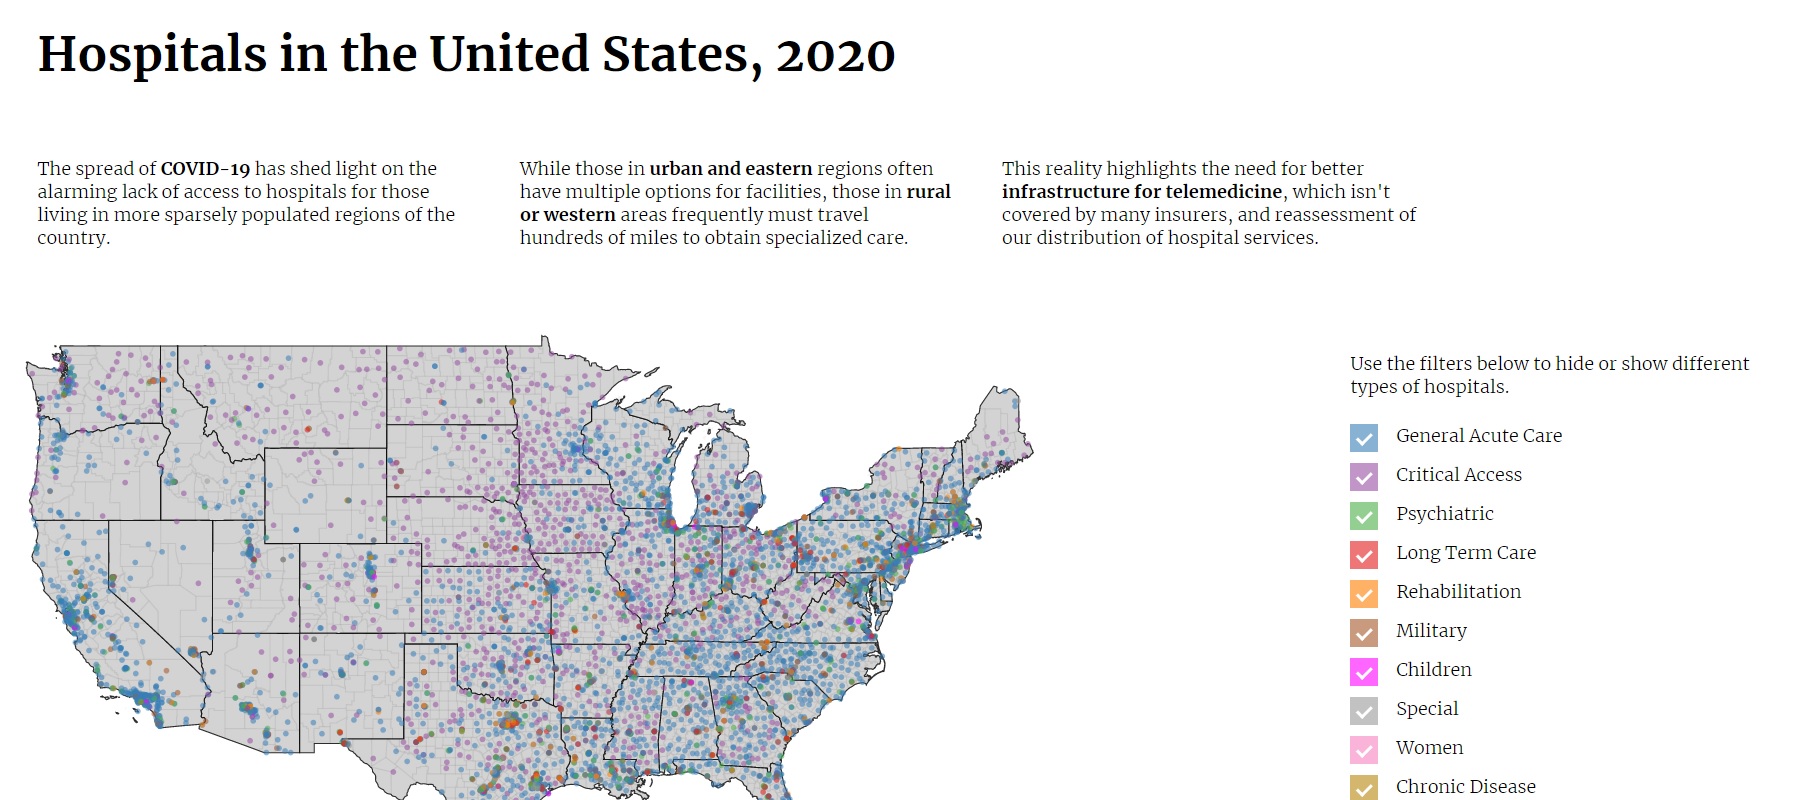 Hospitals in the United States, 2020
The spread of COVID-19 has shed light on the
alarming lack of access to hospitals for those
living in more sparsely populated regions of the
country.
While those in urban and eastern regions often
have multiple options for facilities, those in rural
or western areas frequently must travel
hundreds of miles to obtain specialized care.
This reality highlights the need for better
infrastructure for telemedicine, which isn't
covered by many insurers, and reassessment of
our distribution of hospital services.
Use the filters below to hide or show different
types of hospitals.
General Acute Care
Critical Access
Psychiatric
Long Term Care
Rehabilitation
Military
Children
Special
Women
Chronic Disease